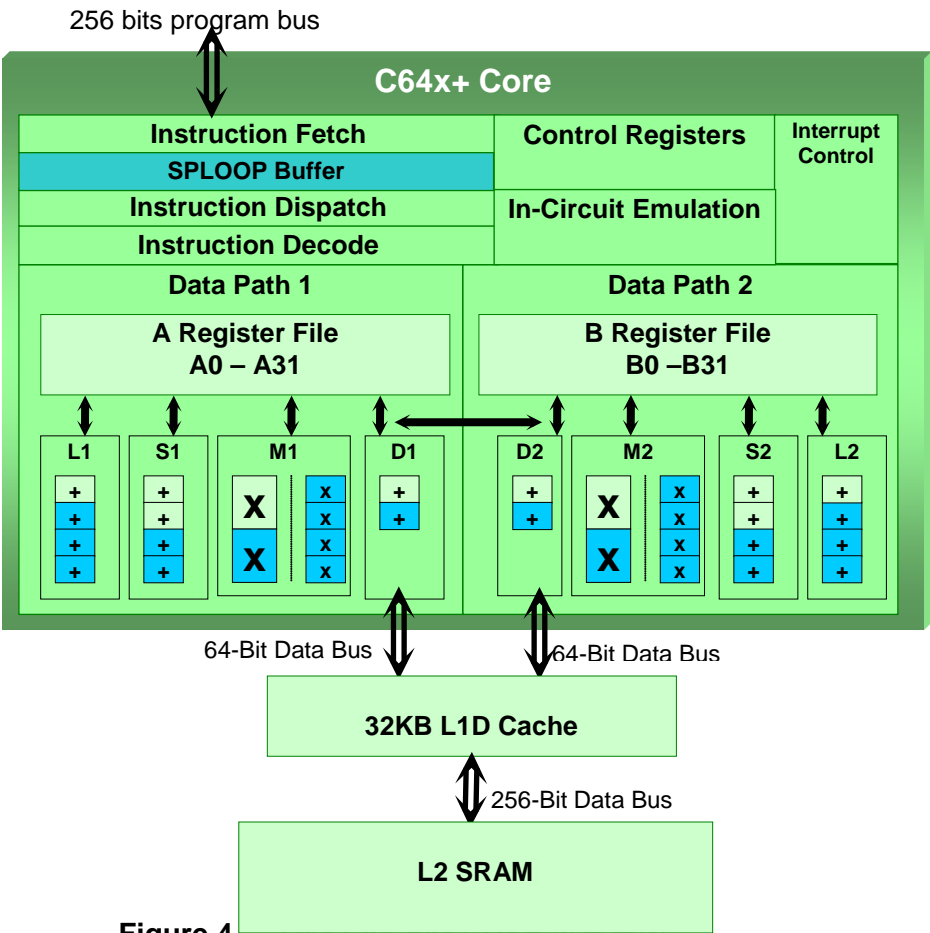 256 bits program bus
C64x+ Core
Instruction Fetch
SPLOOP Buffer
Instruction Dispatch
Instruction Decode
Control Registers
In-Circuit Emulation
Interrupt
Control
Data Path 1
A Register File
A0 – A31
Data Path 2
B Register File
B0 –B31
L1
+
+
+
+
S1
+
+
+
+
M1
X
X
x
x
x
x
D1
+
+
D2
+
+
M2
X
X
x
x
x
x
S2
+
+
+
+
L2
+
+
+
+
64-Bit Data Bus
64-Bit Data Bus
32KB L1D Cache
256-Bit Data Bus
L2 SRAM
Figure 4